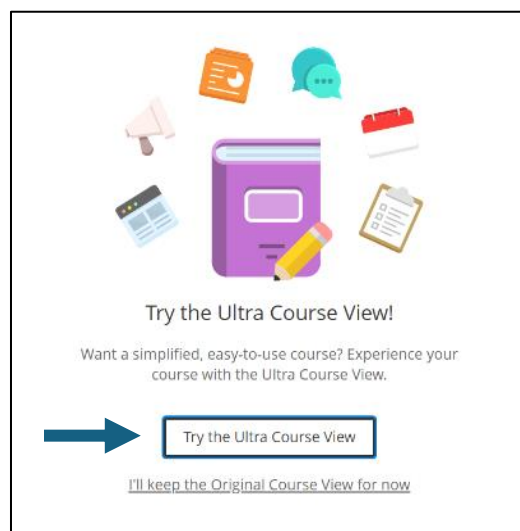 Try the Ultra Course View!
Want a simplified, easy-to-use course? Experience your
course with the Ultra Course View.
Try the Ultra Course View
I'll keep the Original Course View for now